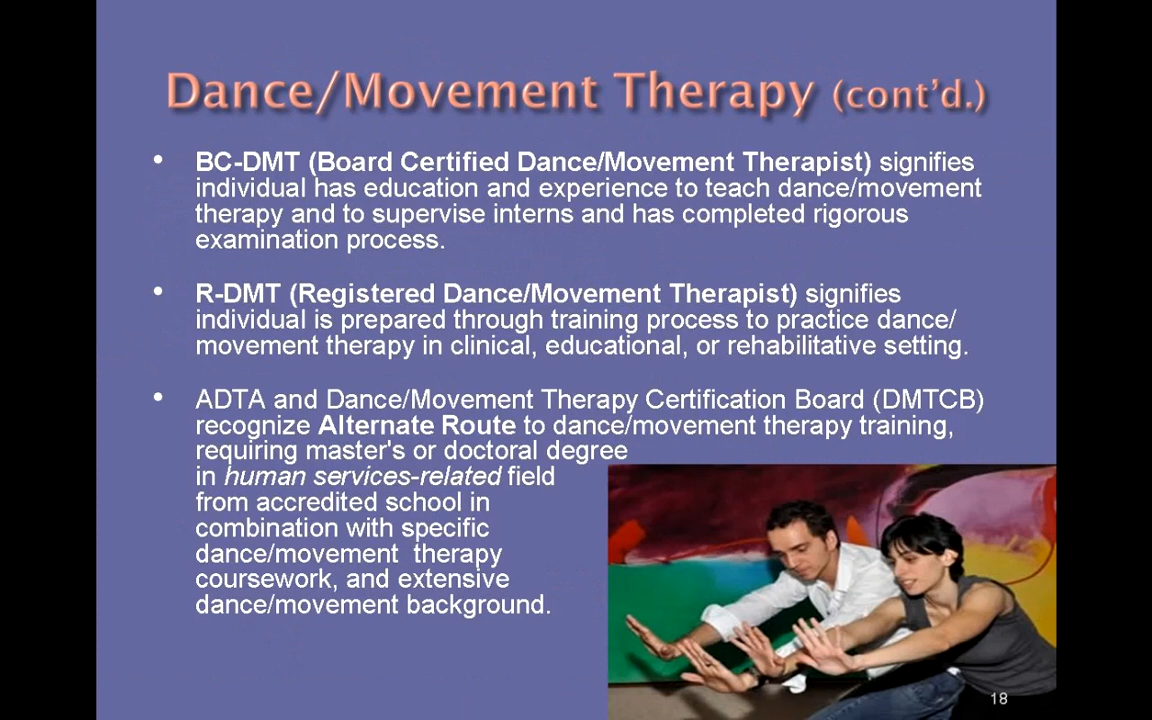 Dance/Movement Therapy (cont'd.)
• BC-DMT (Board Certified Dance/Movement Therapist) signifies
individual has education and experience to teach dance/movement
therapy and to supervise interns and has completed rigorous
examination process.
• R-DMT (Registered Dance/Movement Therapist) signifies
individual is prepared through training process to practice dance/
movement therapy in clinical, educational, or rehabilitative setting.
• ADTA and Dance/Movement Therapy Certification Board (DMTCB)
recognize Alternate Route to dance/movement therapy training,
requiring master's or doctoral degree
in human services-related field
from accredited school in
combination with specific
dance/movement therapy
coursework, and extensive
dance/movement background.
18